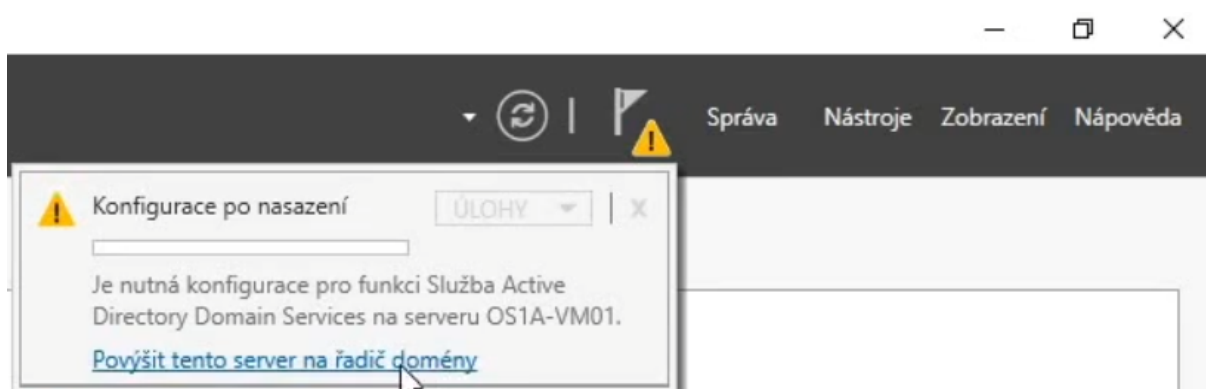 Správa Nástroje Zobrazení Nápověda
Konfigurace po nasazení ÚLOHY X
Je nutná konfigurace pro funkci Služba Active
Directory Domain Services na serveru OS1A-VM01.
Povýšit tento server na řadič domény